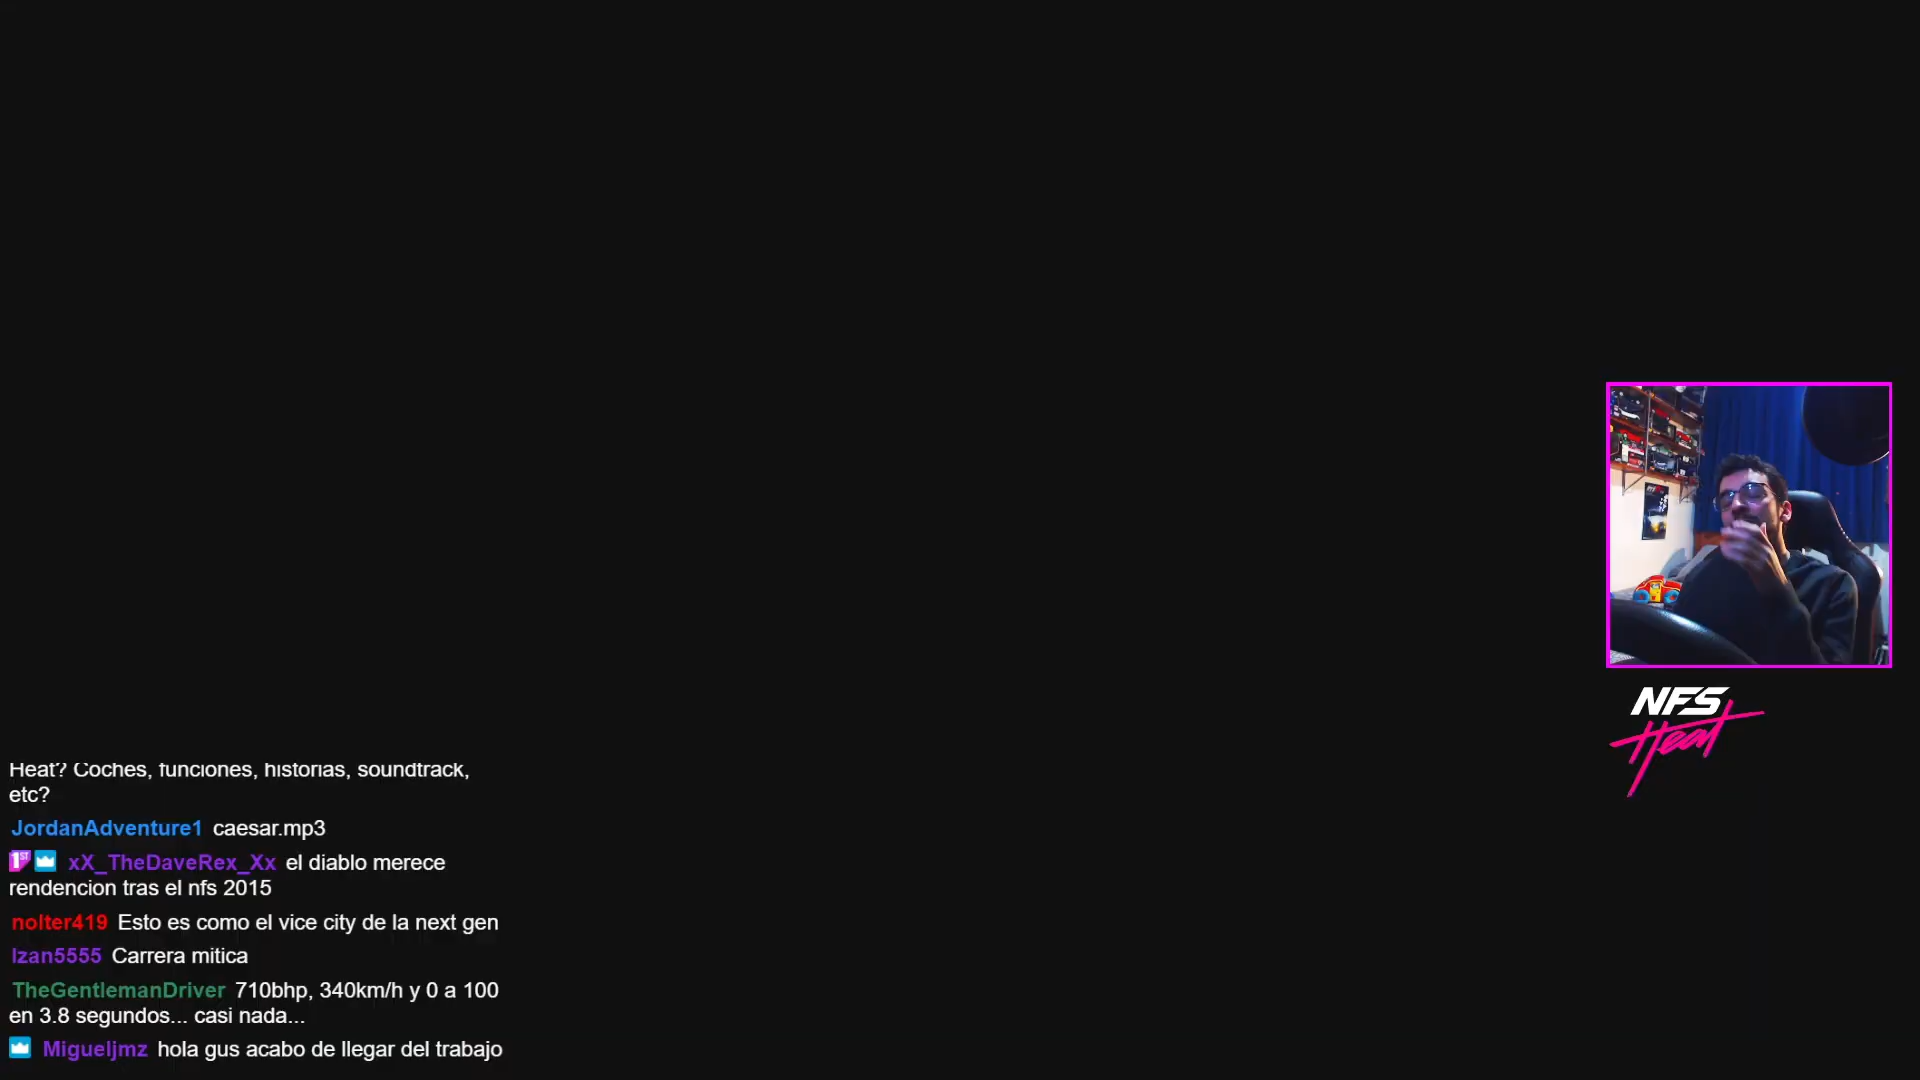 Heat? Coches, funciones, historias, soundtrack,
etc?
JordanAdventure1 caesar.mp3
1ST xX_TheDaveRex_Xx el diablo merece
rendencion tras el nfs 2015
nolter419 Esto es como el vice city de la next gen
Izan5555 Carrera mitica
TheGentlemanDriver 710bhp, 340km/h y 0 a 100
en 3.8 segundos... casi nada...
Migueljmz hola gus acabo de llegar del trabajo
NFS
Heat